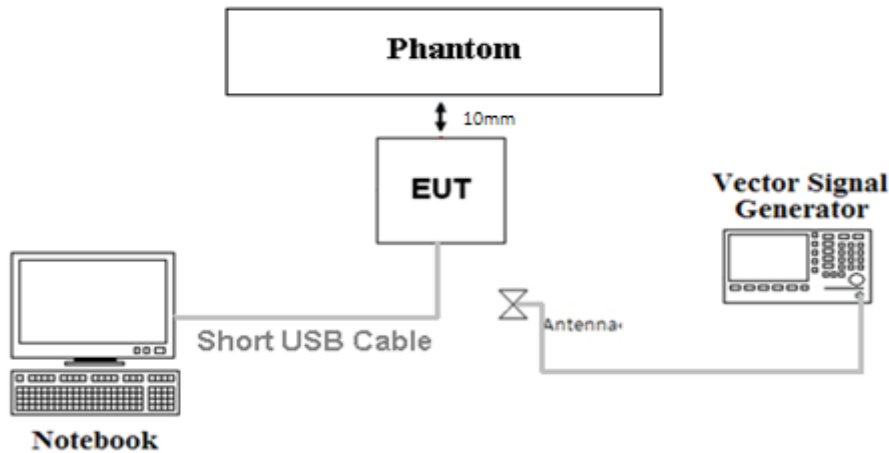 Phantom
10mm
EUT
Vector Signal
Generator
Short USB Cable
Antenna
Notebook